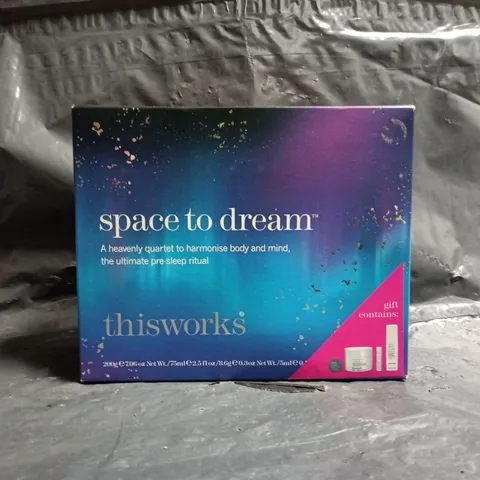 space to dream™
A heavenly quartet to harmonise body and mind,
the ultimate pre-sleep ritual
thisworks®
gift
contains:
200g ℮ 7.06 oz Net Wt./75ml ℮ 2.5 fl oz/8.6g ℮ 0.3oz Net Wt./5ml ℮